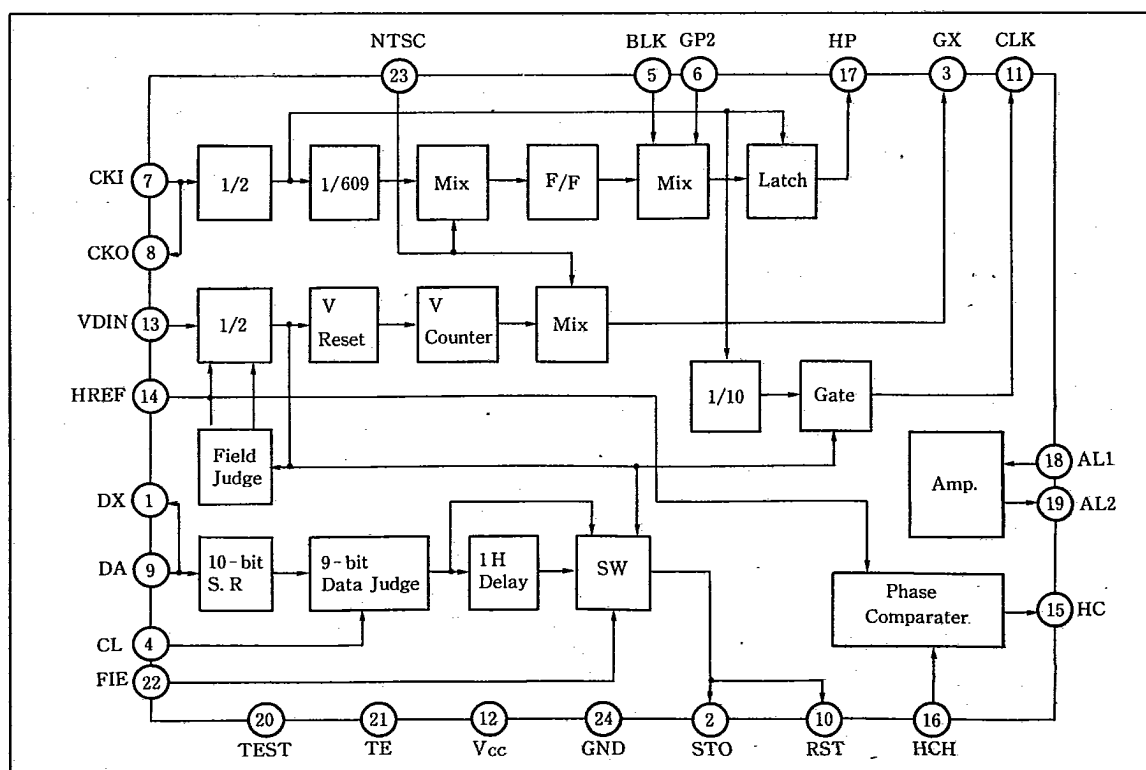 NTSC
BLK
GP2
HP
GX
CLK
23
5
6
17
3
11
CKI
7
1/2
1/609
Mix
F/F
Mix
Latch
CKO
8
VDIN
13
1/2
V
Reset
V
Counter
Mix
HREF
14
1/10
Gate
Field
Judge
Amp.
18
AL1
19
AL2
DX
1
DA
9
10-bit
S. R
9-bit
Data Judge
1H
Delay
SW
Phase
Comparater.
15
HC
CL
4
FIE
22
20
21
12
24
2
10
16
TEST
TE
Vcc
GND
STO
RST
HCH